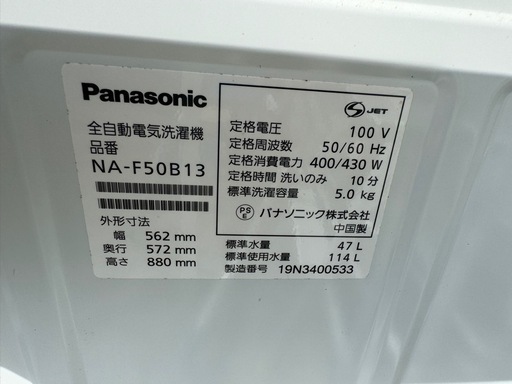 Panasonic
全自動電気洗濯機
品番
NA-F50B13
外形寸法
幅 562 mm
奥行 572 mm
高さ 880 mm
S JET
定格電圧 100 V
定格周波数 50/60 Hz
定格消費電力 400/430 W
定格時間 洗いのみ 10分
標準洗濯容量 5.0 kg
PS E パナソニック株式会社
中国製
標準水量 47 L
標準使用水量 114 L
製造番号 19N3400533